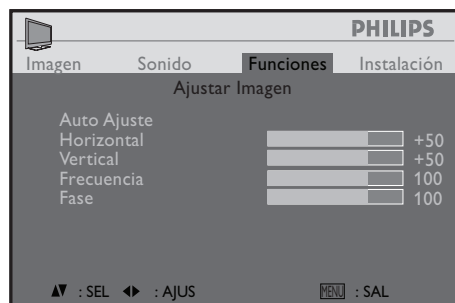 PHILIPS
Imagen Sonido Funciones Instalación
Ajustar Imagen
Auto Ajuste
Horizontal +50
Vertical +50
Frecuencia 100
Fase 100
: SEL : AJUS MENU : SAL